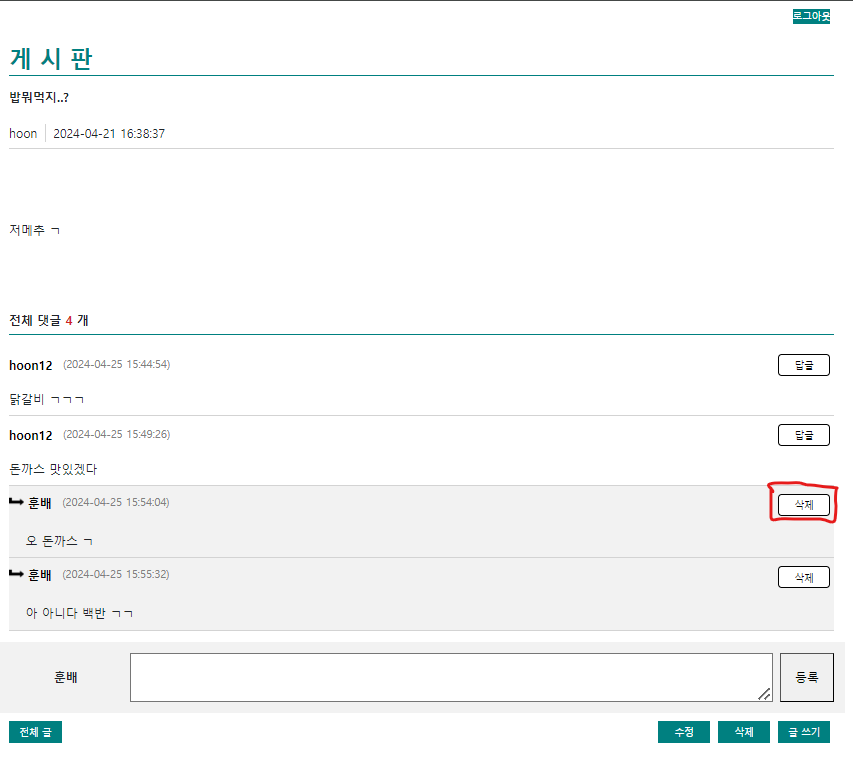 로그아웃
게 시 판
밥뭐먹지..?
hoon 2024-04-21 16:38:37
저메추 ㄱ
전체 댓글 4 개
hoon12 (2024-04-25 15:44:54) 답글
닭갈비 ㄱㄱㄱ
hoon12 (2024-04-25 15:49:26) 답글
돈까스 맛있겠다
훈배 (2024-04-25 15:54:04) 삭제
오 돈까스 ㄱ
훈배 (2024-04-25 15:55:32) 삭제
아 아니다 백반 ㄱㄱ
훈배 등록
전체 글 수정 삭제 글 쓰기